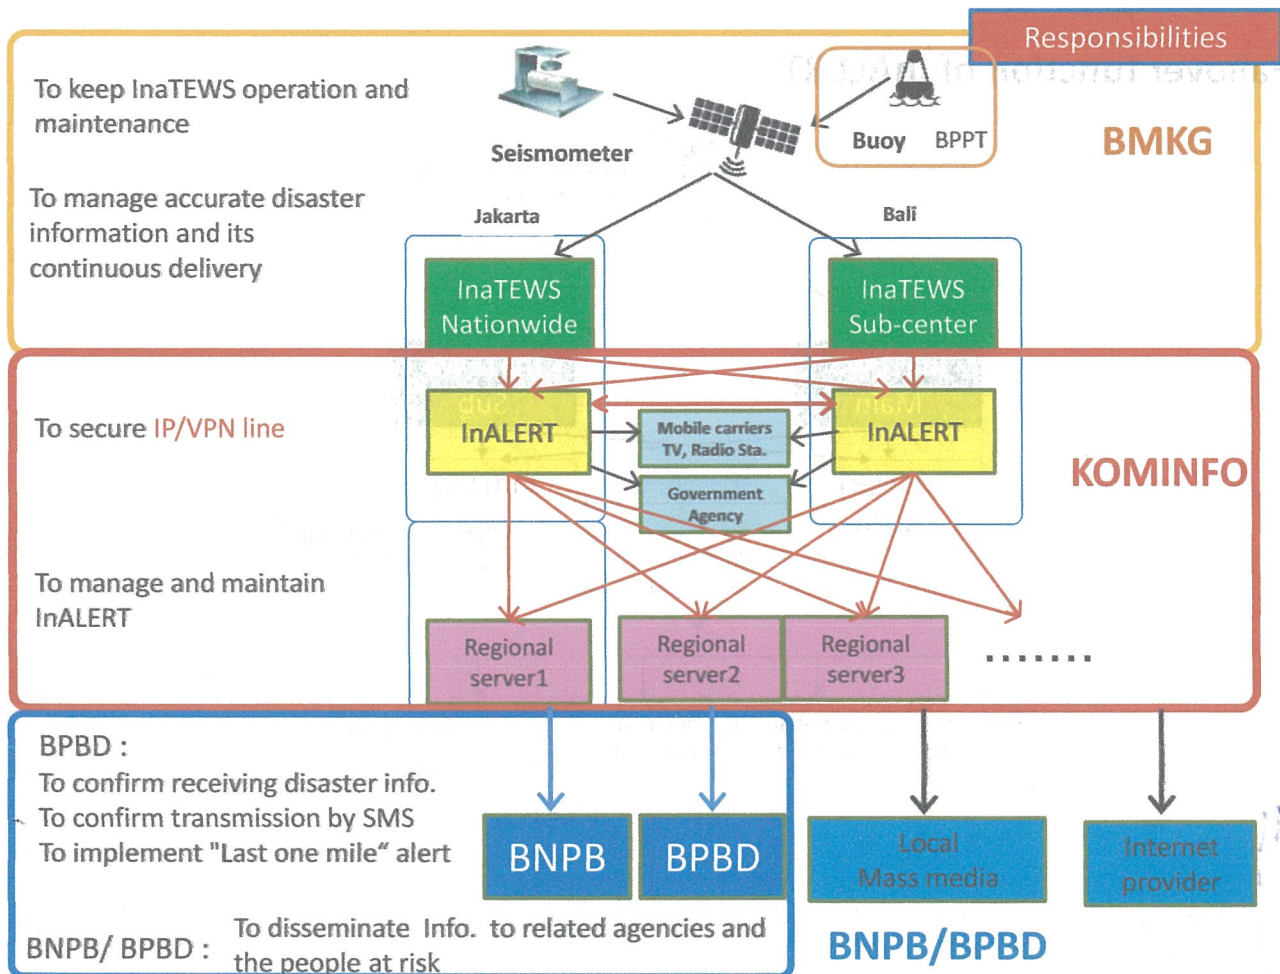 Responsibilities
To keep InaTEWS operation and
maintenance
Seismometer
Buoy BPPT
BMKG
To manage accurate disaster
information and its
continuous delivery
Jakarta
Bali
InaTEWS
Nationwide
InaTEWS
Sub-center
To secure IP/VPN line
InALERT
Mobile carriers
TV, Radio Sta.
InALERT
Government
Agency
KOMINFO
To manage and maintain
InALERT
Regional
server1
Regional
server2
Regional
server3
........
BPBD :
To confirm receiving disaster info.
To confirm transmission by SMS
To implement "Last one mile“ alert
BNPB
BPBD
Local
Mass media
Internet
provider
BNPB/ BPBD :
To disseminate Info. to related agencies and
the people at risk
BNPB/BPBD